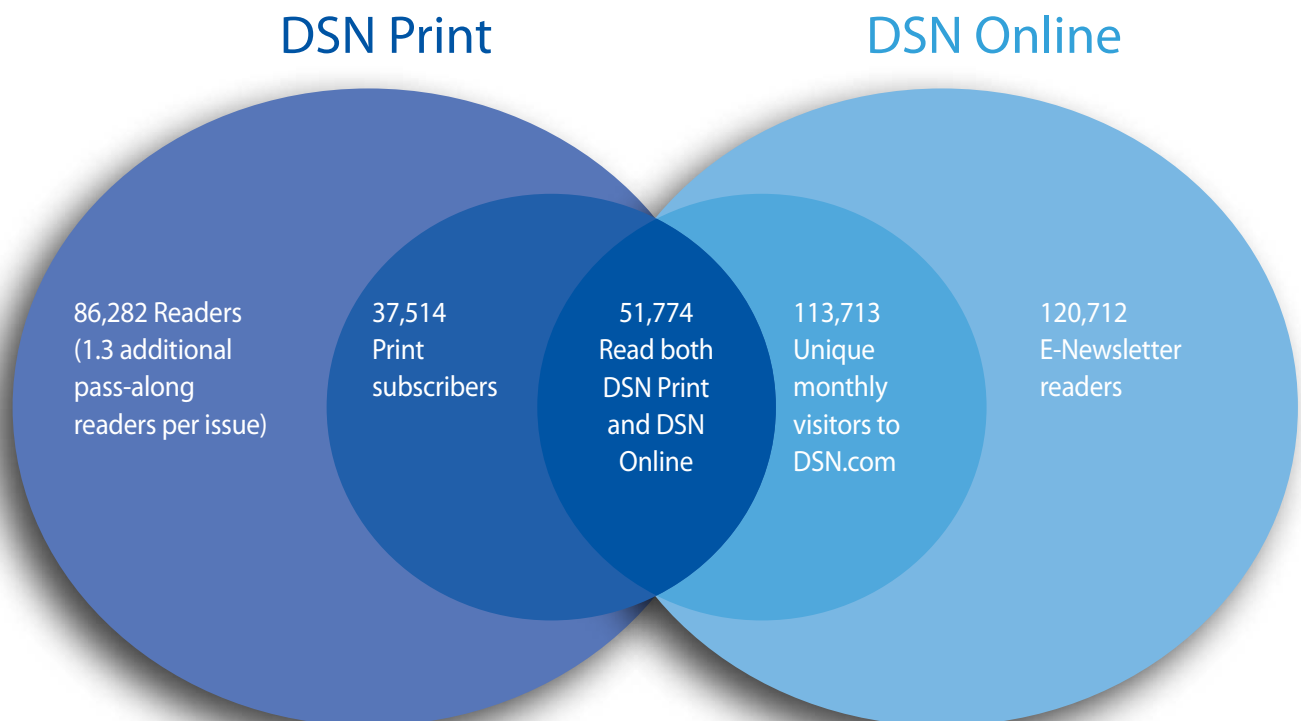 DSN Print
DSN Online
86,282 Readers
(1.3 additional
pass-along
readers per issue)
37,514
Print
subscribers
51,774
Read both
DSN Print
and DSN
Online
113,713
Unique
monthly
visitors to
DSN.com
120,712
E-Newsletter
readers